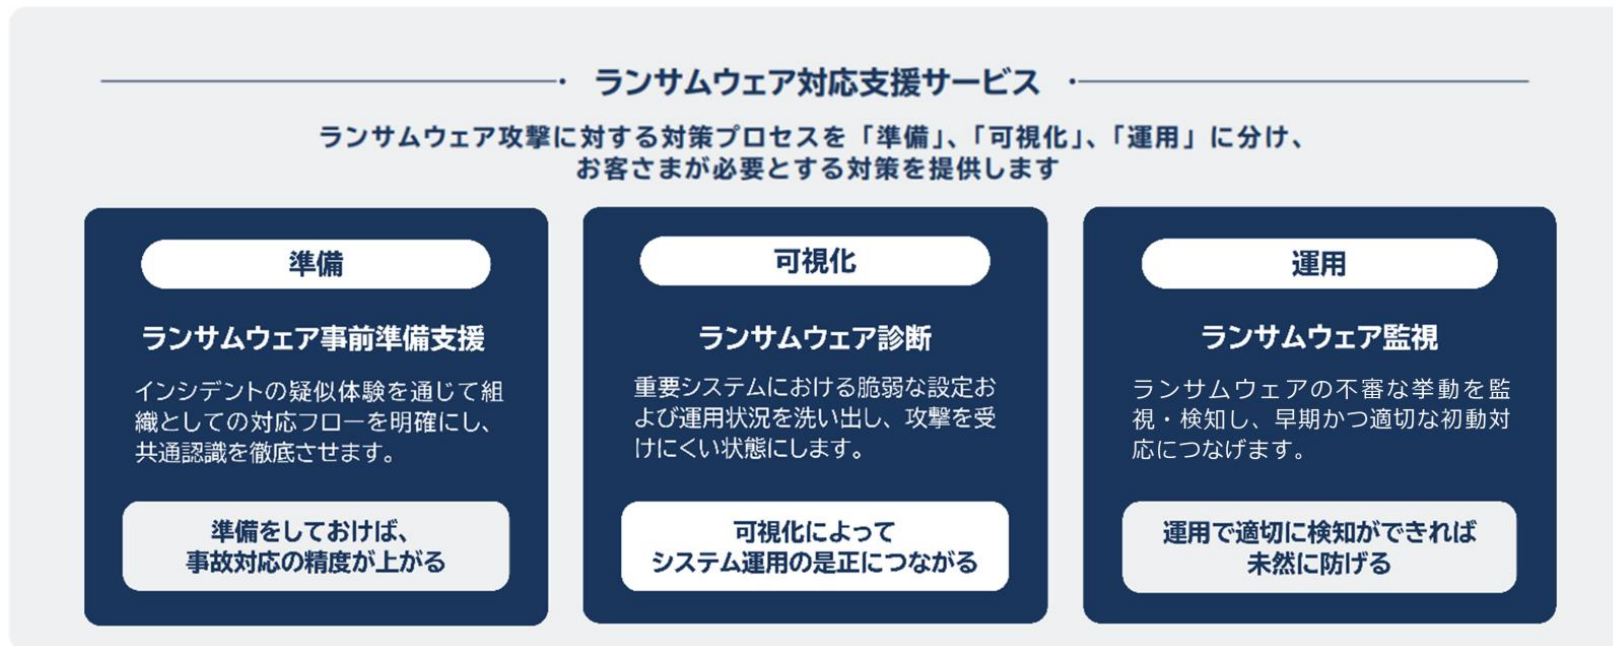 ランサムウェア対応支援サービス
ランサムウェア攻撃に対する対策プロセスを「準備」、「可視化」、「運用」に分け、
お客さまが必要とする対策を提供します
準備
ランサムウェア事前準備支援
インシデントの疑似体験を通じて組
織としての対応フローを明確にし、
共通認識を徹底させます。
準備をしておけば、
事故対応の精度が上がる
可視化
ランサムウェア診断
重要システムにおける脆弱な設定お
よび運用状況を洗い出し、攻撃を受
けにくい状態にします。
可視化によって
システム運用の是正につながる
運用
ランサムウェア監視
ランサムウェアの不審な挙動を監
視・検知し、早期かつ適切な初動対
応につなげます。
運用で適切に検知ができれば
未然に防げる